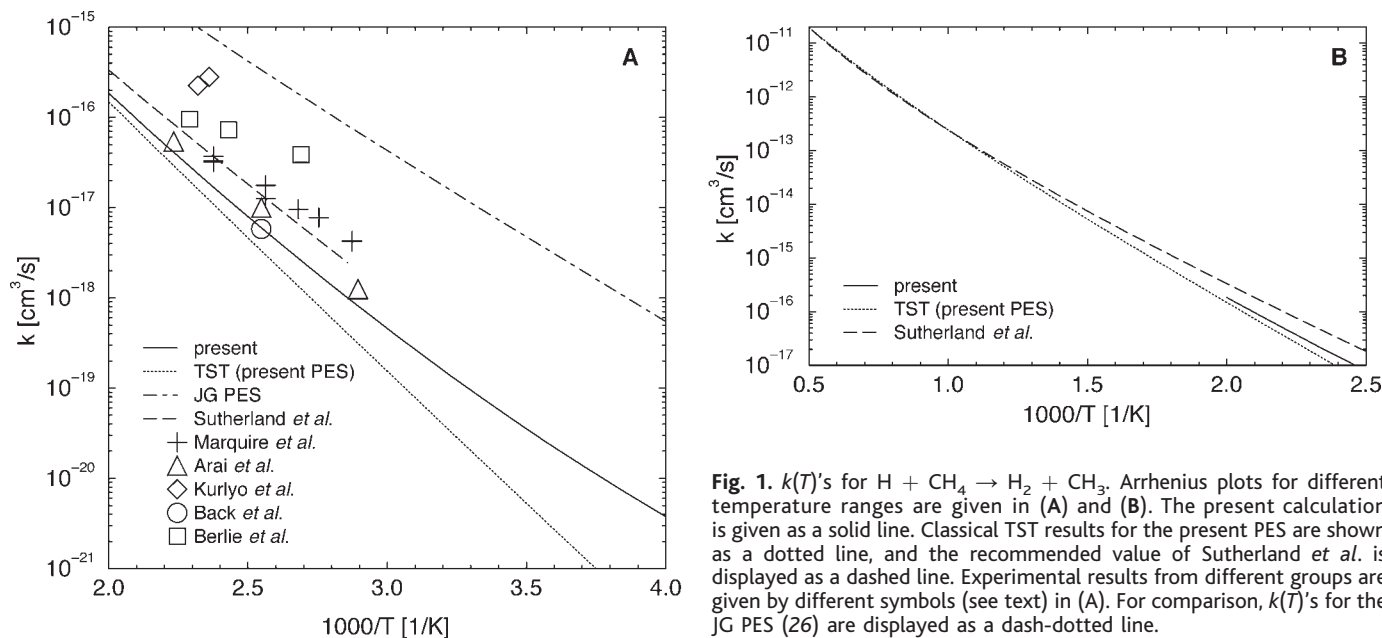 A
k [cm³/s]
10⁻¹⁵
10⁻¹⁶
10⁻¹⁷
10⁻¹⁸
10⁻¹⁹
10⁻²⁰
10⁻²¹
present
TST (present PES)
JG PES
Sutherland et al.
Marquire et al.
Arai et al.
Kurlyo et al.
Back et al.
Berlie et al.
2.0 2.5 3.0 3.5 4.0
1000/T [1/K]
B
k [cm³/s]
10⁻¹¹
10⁻¹²
10⁻¹³
10⁻¹⁴
10⁻¹⁵
10⁻¹⁶
10⁻¹⁷
present
TST (present PES)
Sutherland et al.
0.5 1.0 1.5 2.0 2.5
1000/T [1/K]
Fig. 1. k(T)'s for H + CH₄ → H₂ + CH₃. Arrhenius plots for different
temperature ranges are given in (A) and (B). The present calculation
is given as a solid line. Classical TST results for the present PES are shown
as a dotted line, and the recommended value of Sutherland et al. is
displayed as a dashed line. Experimental results from different groups are
given by different symbols (see text) in (A). For comparison, k(T)'s for the
JG PES (26) are displayed as a dash-dotted line.